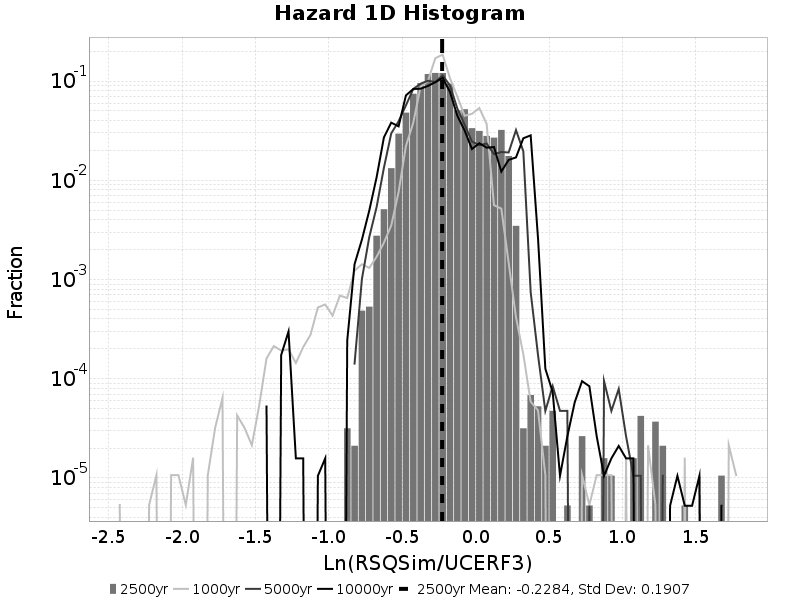 Hazard 1D Histogram
10-1
10-2
10-3
10-4
10-5
Fraction
-2.5 -2.0 -1.5 -1.0 -0.5 0.0 0.5 1.0 1.5
Ln(RSQSim/UCERF3)
2500yr 1000yr 5000yr 10000yr 2500yr Mean: -0.2284, Std Dev: 0.1907